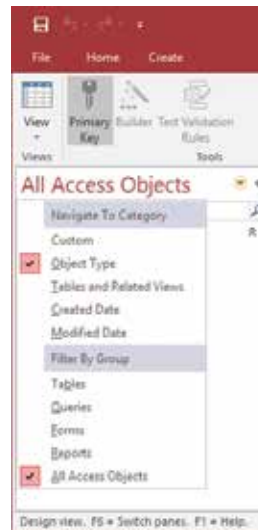 File Home Create
View Primary Key Builder Test Validation Rules
Views Tools
All Access Objects
Navigate To Category
Custom
Object Type
Tables and Related Views
Created Date
Modified Date
Filter By Group
Tables
Queries
Forms
Reports
All Access Objects
Design view. F6 = Switch panes. F1 = Help.